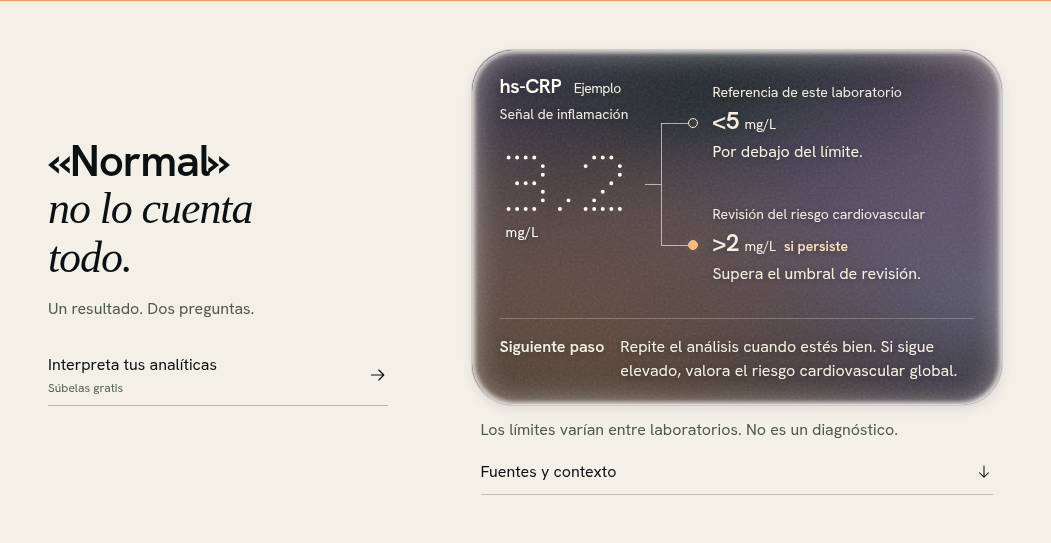 «Normal»
no lo cuenta
todo.
Un resultado. Dos preguntas.
Interpreta tus analíticas
Súbelas gratis
hs-CRP Ejemplo
Señal de inflamación
3.2
mg/L
Referencia de este laboratorio
<5 mg/L
Por debajo del límite.
Revisión del riesgo cardiovascular
>2 mg/L si persiste
Supera el umbral de revisión.
Siguiente paso
Repite el análisis cuando estés bien. Si sigue
elevado, valora el riesgo cardiovascular global.
Los límites varían entre laboratorios. No es un diagnóstico.
Fuentes y contexto